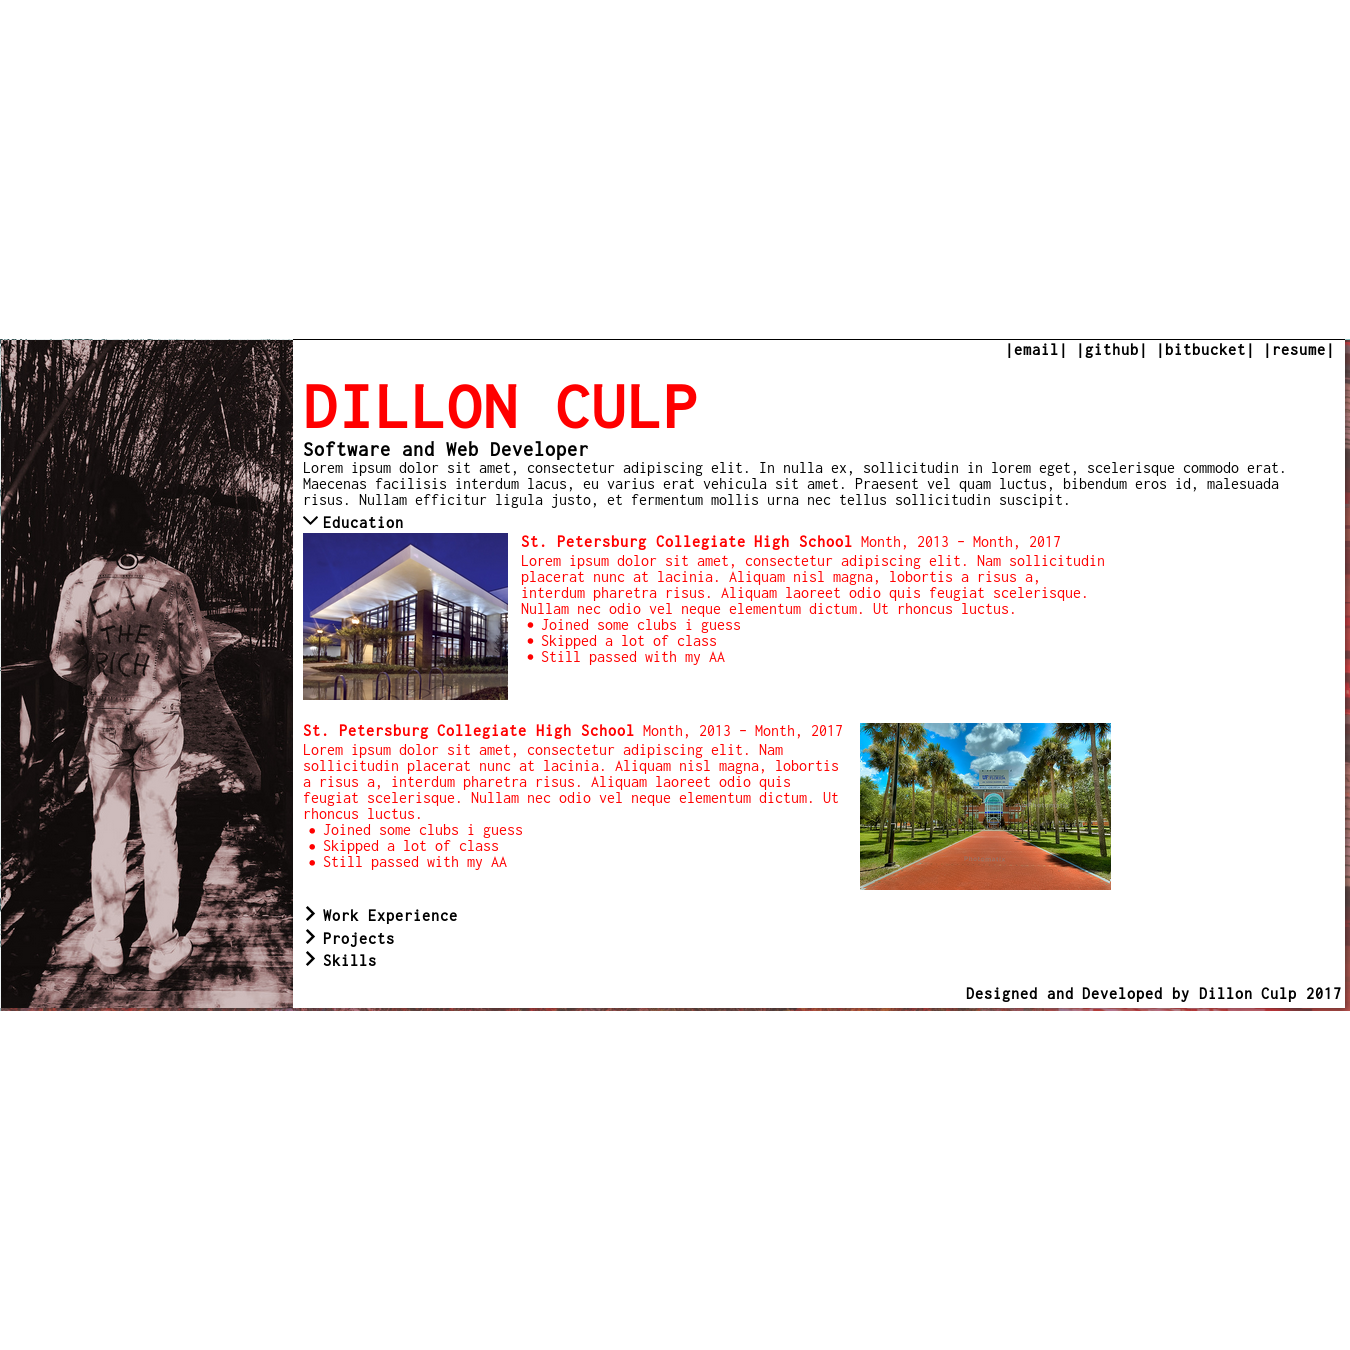 |email| |github| |bitbucket| |resume|
DILLON CULP
Software and Web Developer
Lorem ipsum dolor sit amet, consectetur adipiscing elit. In nulla ex, sollicitudin in lorem eget, scelerisque commodo erat.
Maecenas facilisis interdum lacus, eu varius erat vehicula sit amet. Praesent vel quam luctus, bibendum eros id, malesuada
risus. Nullam efficitur ligula justo, et fermentum mollis urna nec tellus sollicitudin suscipit.
Education
St. Petersburg Collegiate High School Month, 2013 - Month, 2017
Lorem ipsum dolor sit amet, consectetur adipiscing elit. Nam sollicitudin
placerat nunc at lacinia. Aliquam nisl magna, lobortis a risus a,
interdum pharetra risus. Aliquam laoreet odio quis feugiat scelerisque.
Nullam nec odio vel neque elementum dictum. Ut rhoncus luctus.
• Joined some clubs i guess
• Skipped a lot of class
• Still passed with my AA
St. Petersburg Collegiate High School Month, 2013 - Month, 2017
Lorem ipsum dolor sit amet, consectetur adipiscing elit. Nam
sollicitudin placerat nunc at lacinia. Aliquam nisl magna, lobortis
a risus a, interdum pharetra risus. Aliquam laoreet odio quis
feugiat scelerisque. Nullam nec odio vel neque elementum dictum. Ut
rhoncus luctus.
• Joined some clubs i guess
• Skipped a lot of class
• Still passed with my AA
Work Experience
Projects
Skills
Designed and Developed by Dillon Culp 2017
EAT
THE
RICH